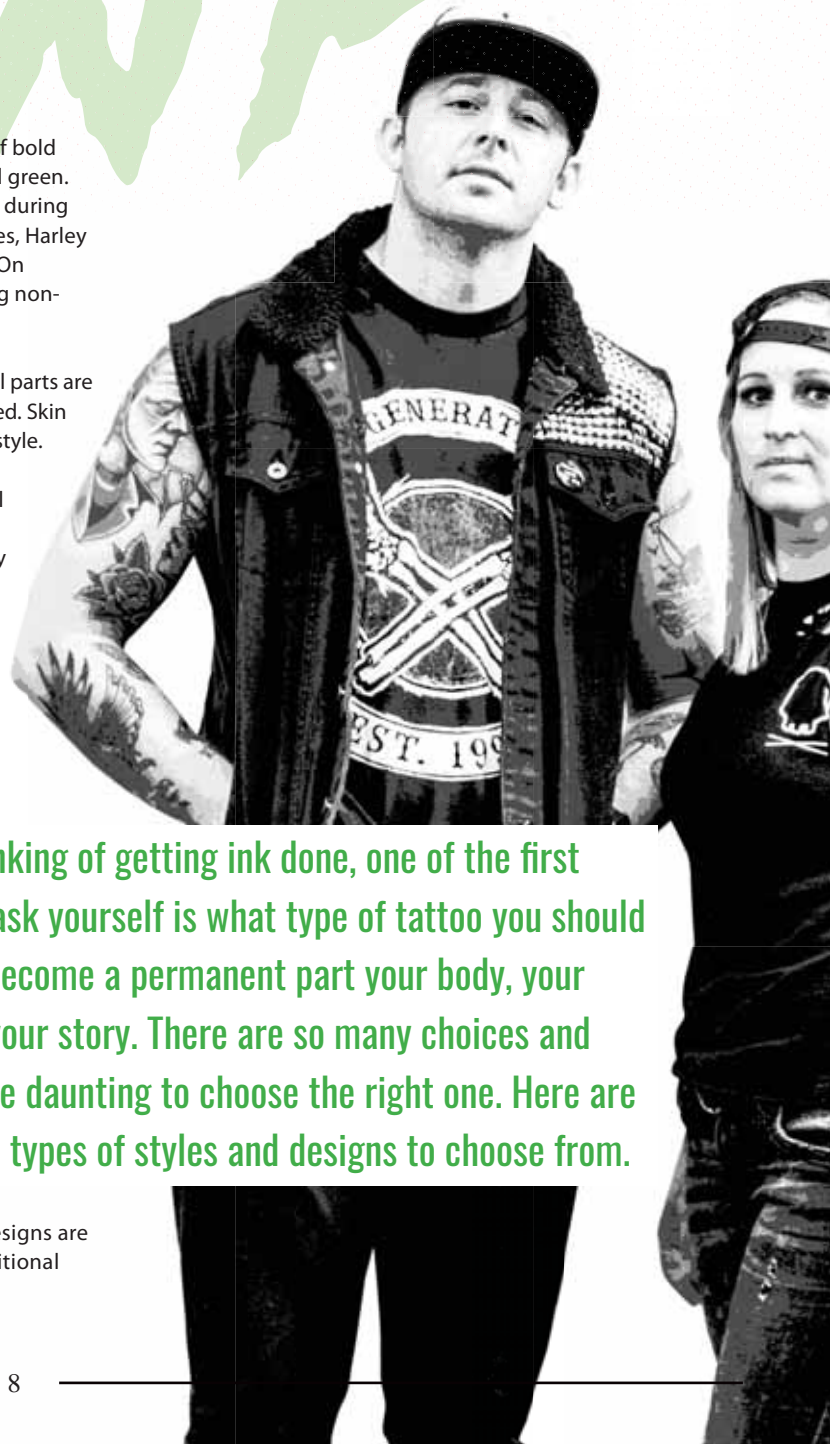 f bold
l green.
during
es, Harley
On
g non-
l parts are
ed. Skin
style.
l
y
GENERAT
EST. 199
nking of getting ink done, one of the first
ask yourself is what type of tattoo you should
ecome a permanent part your body, your
our story. There are so many choices and
e daunting to choose the right one. Here are
types of styles and designs to choose from.
esigns are
itional
8